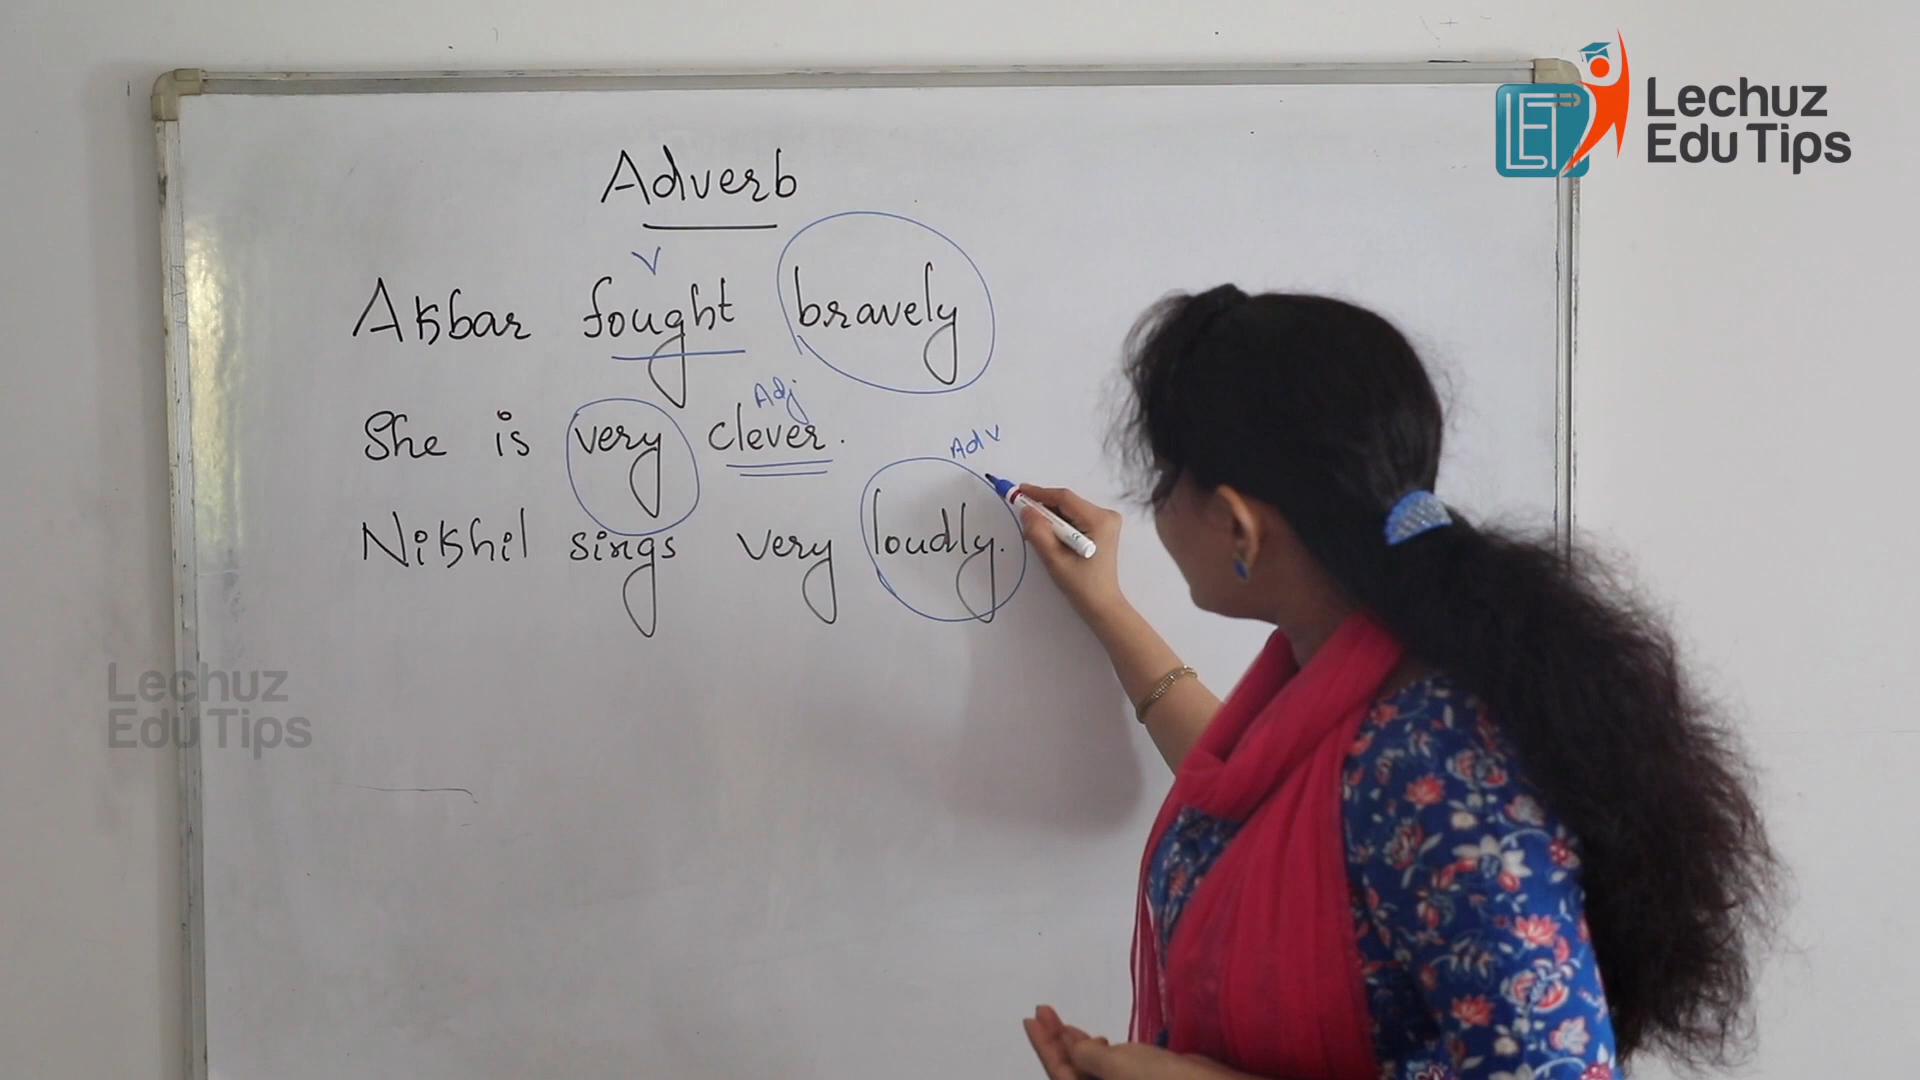 Lechuz
Edu Tips
Adverb
V
Akbar fought bravely
Adj
She is very clever.
Adv
Nikhil sings very loudly.
Lechuz
Edu Tips